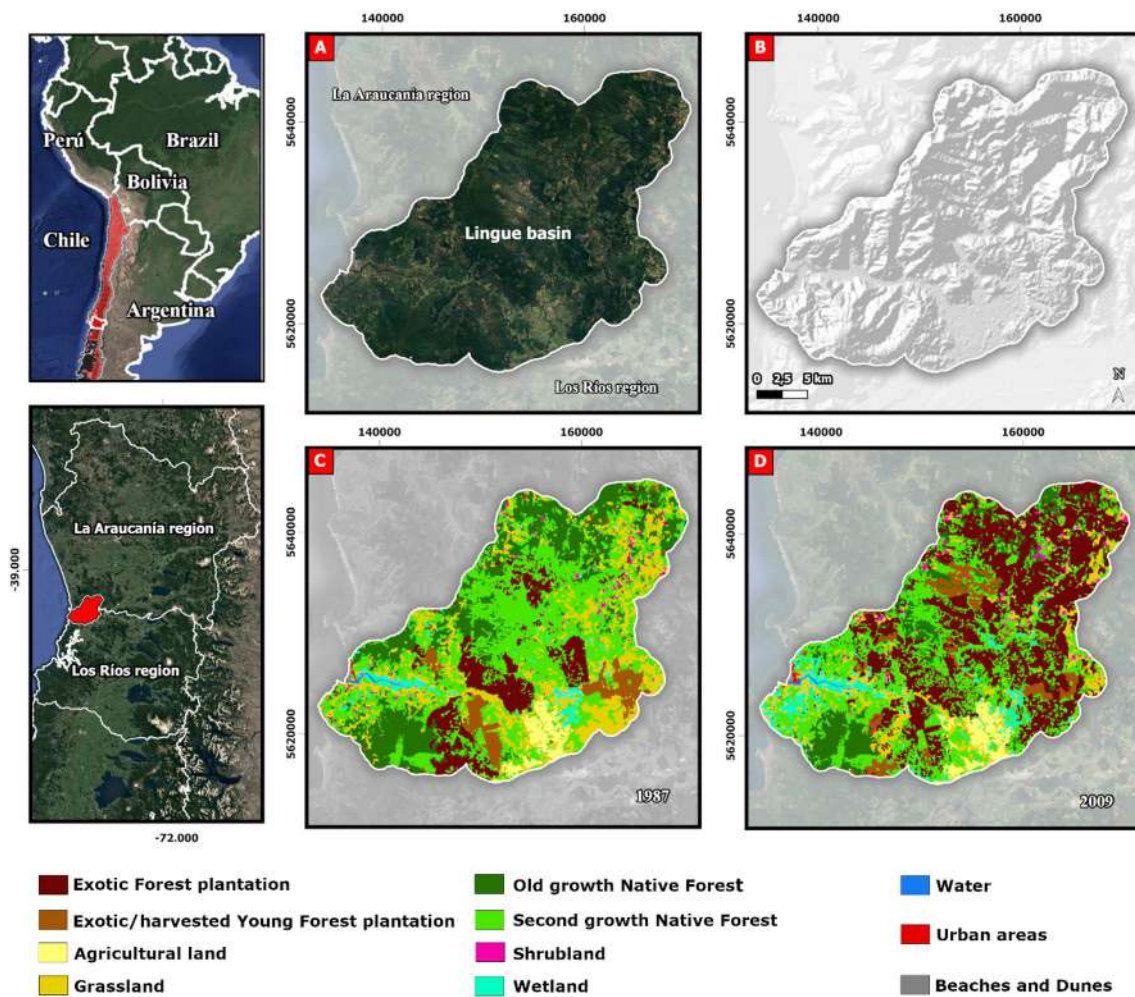 140000 160000
140000 160000
A
B
La Araucanía region
Perú
Brazil
Bolivia
Chile
Argentina
5640000
5620000
Lingue basin
Los Ríos region
5640000
5620000
0 2,5 5 km
N
140000 160000
140000 160000
C
D
La Araucanía region
-39.000
Los Ríos region
-72.000
5640000
5620000
1987
5640000
5620000
2009
Exotic Forest plantation
Exotic/harvested Young Forest plantation
Agricultural land
Grassland
Old growth Native Forest
Second growth Native Forest
Shrubland
Wetland
Water
Urban areas
Beaches and Dunes